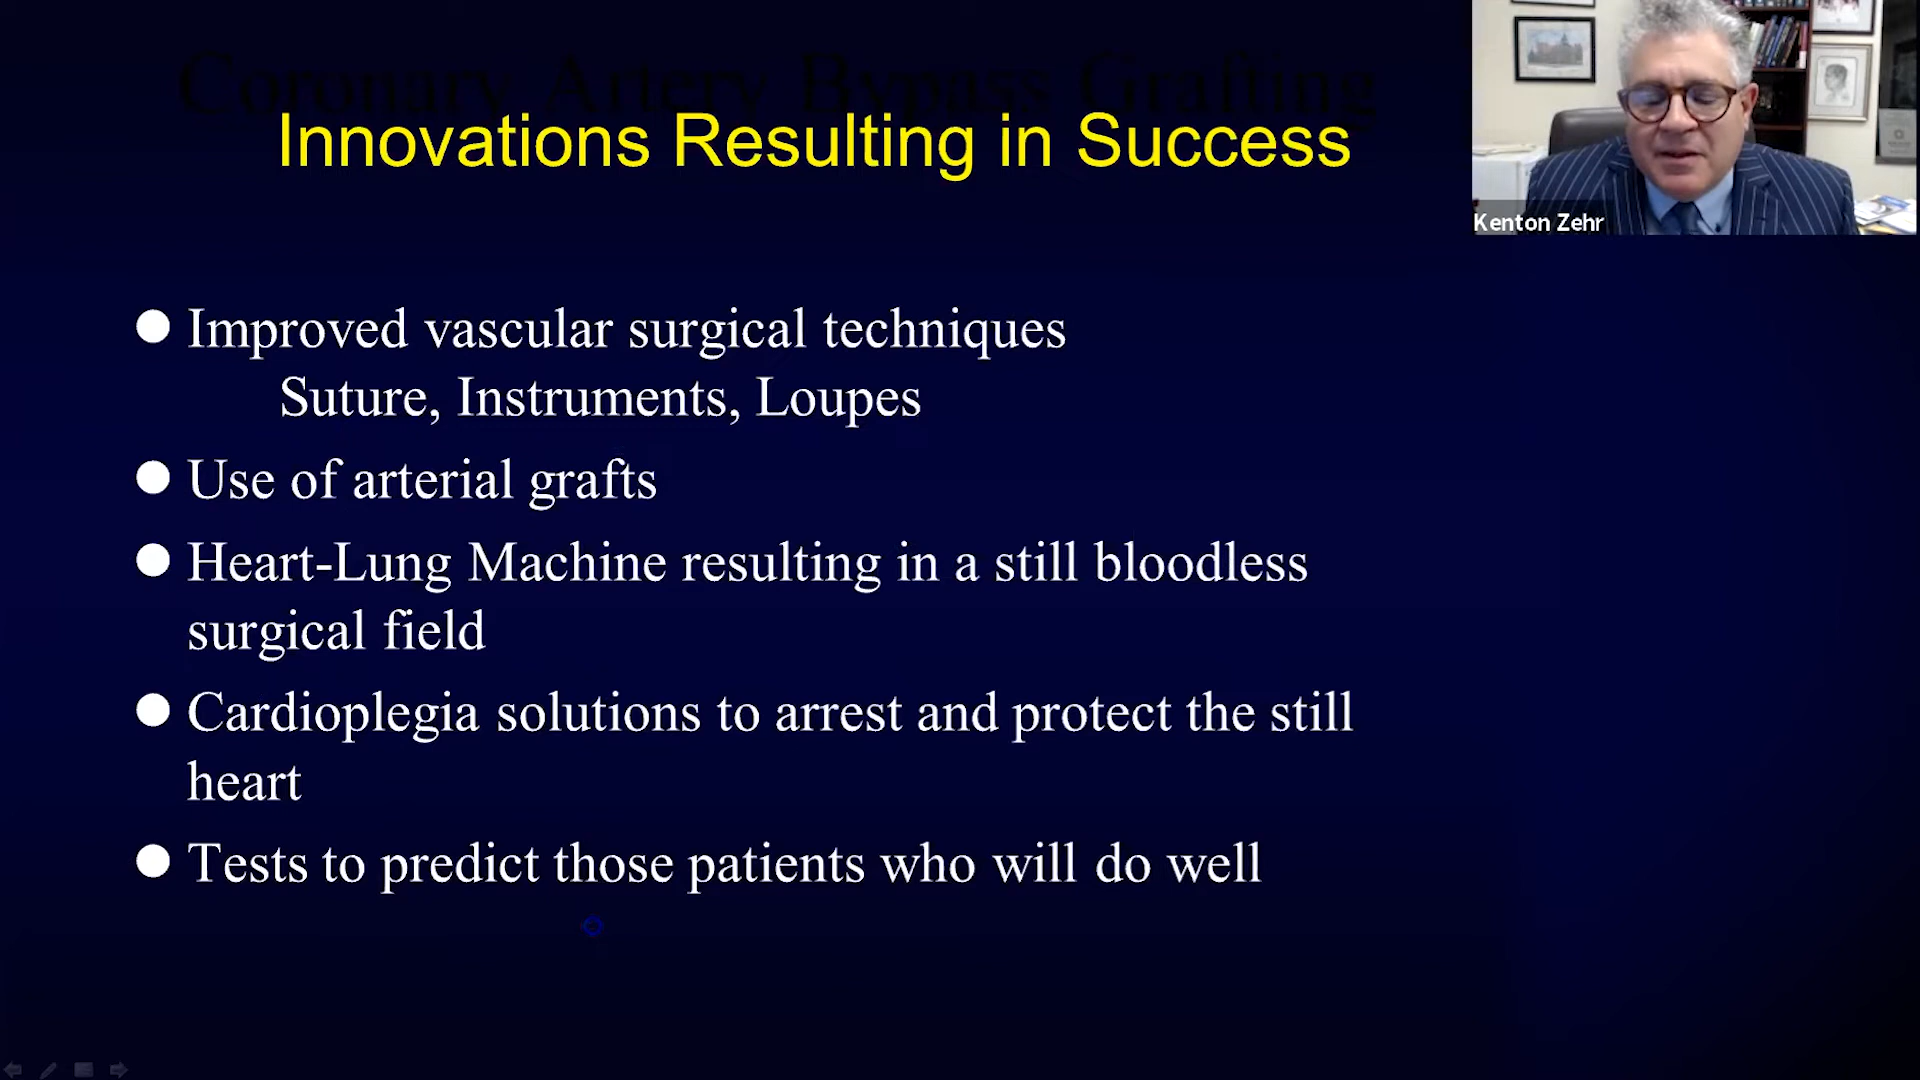 Coronary Artery Bypass Grafting
Innovations Resulting in Success
Kenton Zehr
Improved vascular surgical techniques
Suture, Instruments, Loupes
Use of arterial grafts
Heart-Lung Machine resulting in a still bloodless
surgical field
Cardioplegia solutions to arrest and protect the still
heart
Tests to predict those patients who will do well